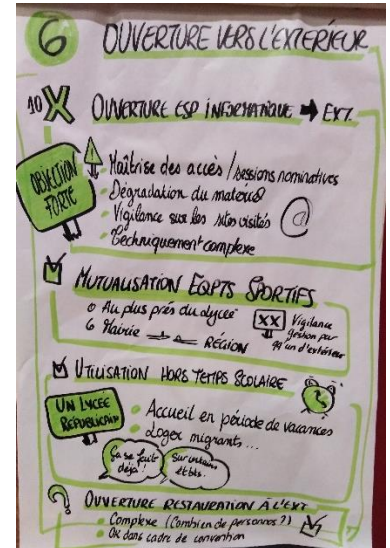 6 OUVERTURE VERS L'EXTERIEUR
10 X OUVERTURE ESP INFORMATIQUE → EXT.
OBJECTION FORTE
Maîtrise des accès / sessions nominatives
• Dégradation du matériel
• Vigilance sur les sites visités @
• Techniquement complexe
MUTUALISATION EQPTS SPORTIFS
0 Au plus près du lycée
6 Mairie RÉGION
XX Vigilance
gestion par
qq'un d'extérieur
UTILISATION HORS TEMPS SCOLAIRE
UN LYCEE
REPUBLICAIN
• Accueil en période de vacances
• Loger migrants...
Ça se fait
déjà !
Sur certains
étbts.
? OUVERTURE RESTAURATION À L'EXT
• Complexe (Combien de personnes ?)
• OK dans cadre de convention